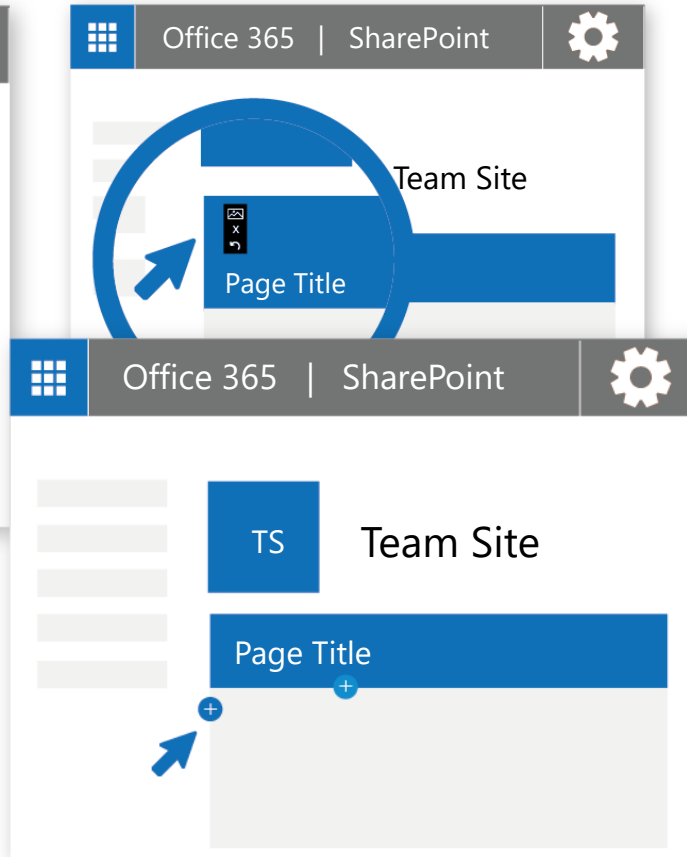 Office 365 | SharePoint
Team Site
x
Page Title
Office 365 | SharePoint
TS
Team Site
Page Title